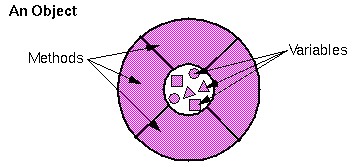 An Object
Methods
Variables